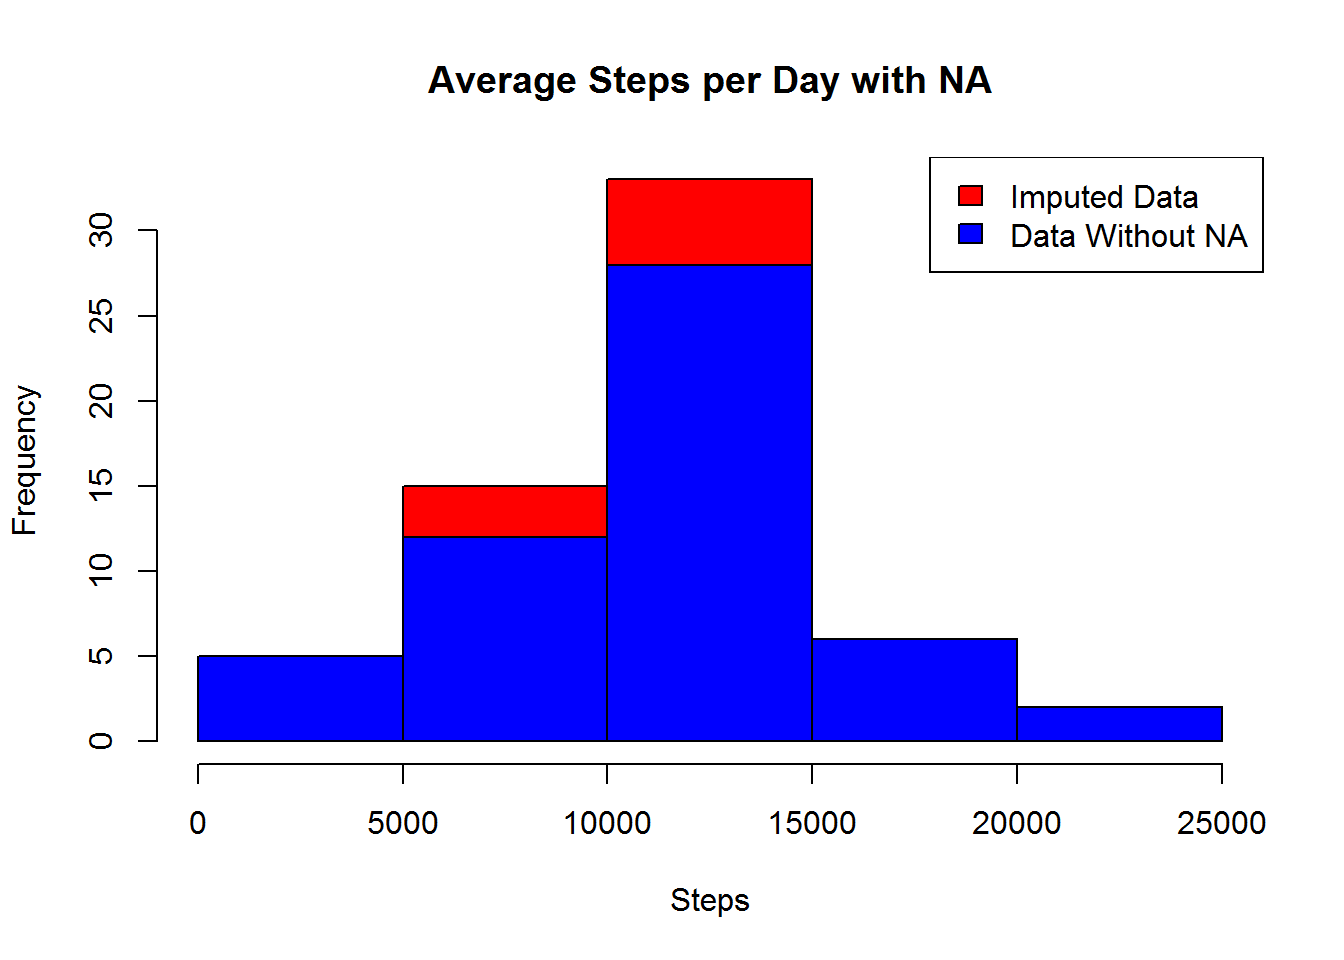 Average Steps per Day with NA
Imputed Data
Data Without NA
Frequency
30
25
20
15
10
5
0
0 5000 10000 15000 20000 25000
Steps